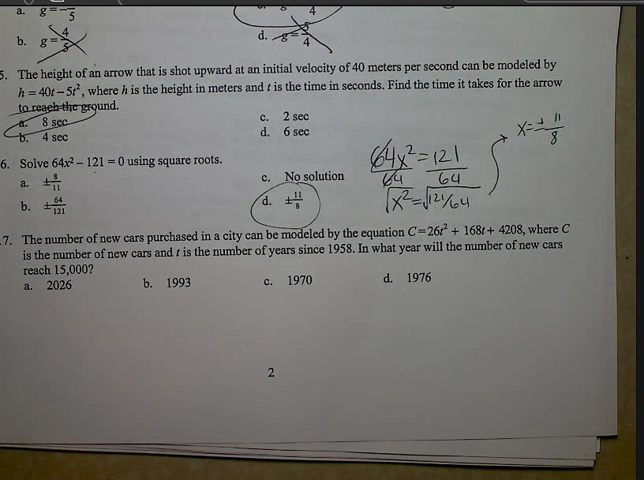 a. g = 5
4
b. g = 4/5
d. g = 5/4
5. The height of an arrow that is shot upward at an initial velocity of 40 meters per second can be modeled by
h = 40t – 5t², where h is the height in meters and t is the time in seconds. Find the time it takes for the arrow
to reach the ground.
a. 8 sec
c. 2 sec
b. 4 sec
d. 6 sec
6. Solve 64x² – 121 = 0 using square roots.
a. ±8/11
c. No solution
b. ±64/121
d. ±11/8
64x² = 121
64 64
√x² = √121/64
x = ± 11/8
7. The number of new cars purchased in a city can be modeled by the equation C = 26t² + 168t + 4208, where C
is the number of new cars and t is the number of years since 1958. In what year will the number of new cars
reach 15,000?
a. 2026 b. 1993 c. 1970 d. 1976
2